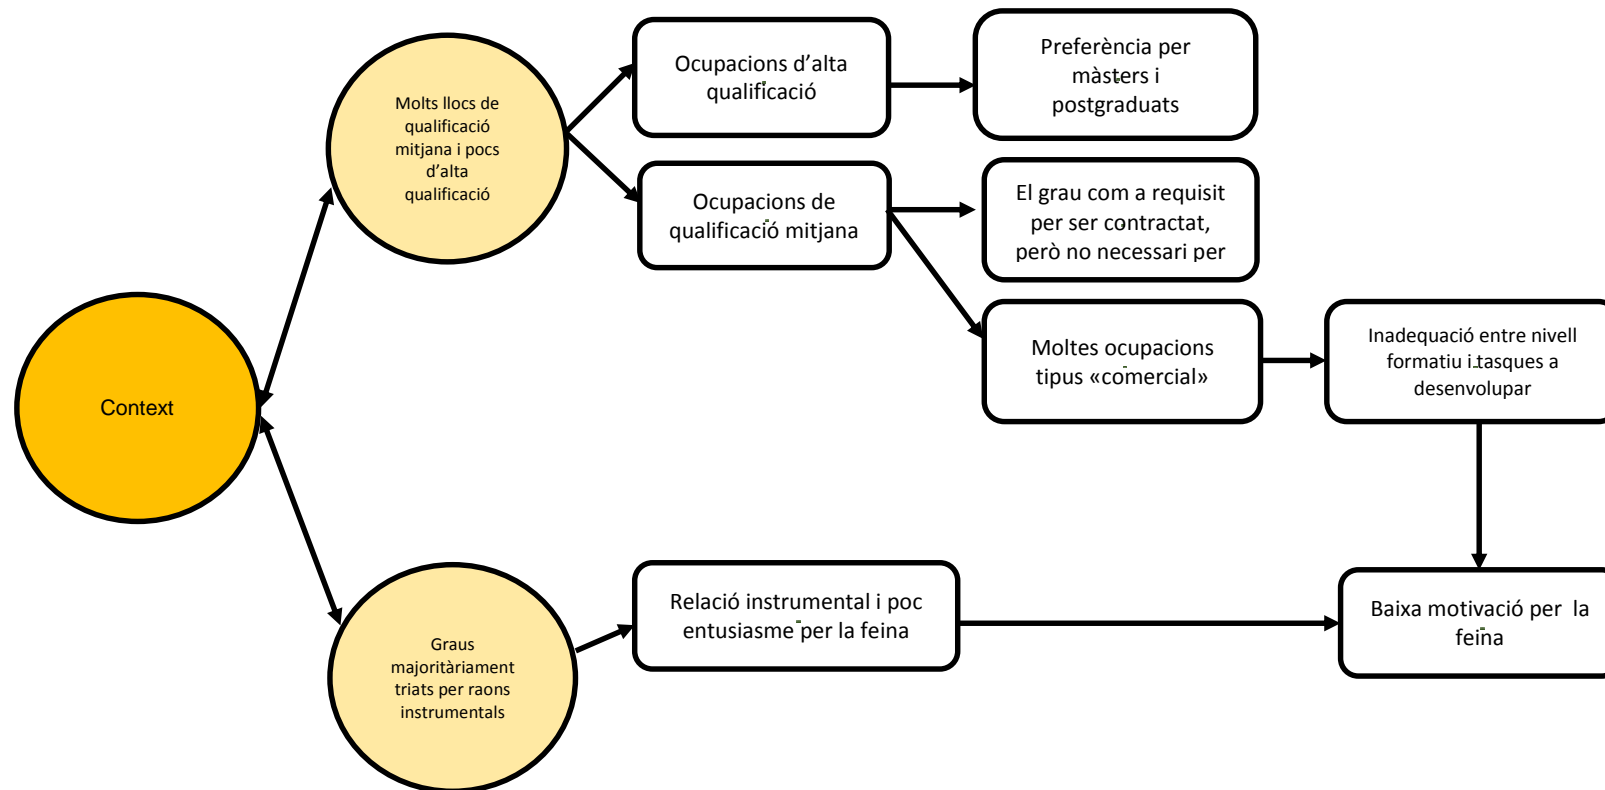 Molts llocs de
qualificació
mitjana i pocs
d’alta
qualificació
Ocupacions d’alta
qualificació
Preferència per
màsters i
postgraduats
Ocupacions de
qualificació mitjana
El grau com a requisit
per ser contractat,
però no necessari per
Moltes ocupacions
tipus «comercial»
Inadequació entre nivell
formatiu i tasques a
desenvolupar
Context
Graus
majoritàriament
triats per raons
instrumentals
Relació instrumental i poc
entusiasme per la feina
Baixa motivació per la
feina